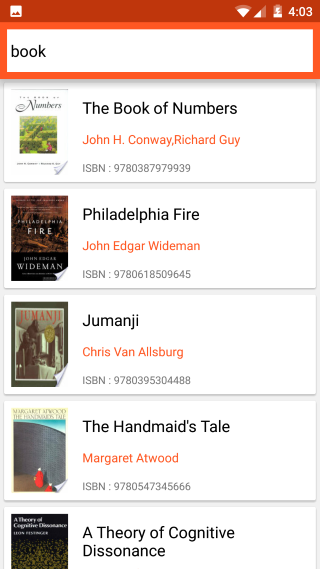 4:03
book
THE BOOK OF
Numbers
The Book of Numbers
John H. Conway,Richard Guy
ISBN : 9780387979939
PHILADELPHIA
FIRE
JOHN EDGAR
WIDEMAN
Philadelphia Fire
John Edgar Wideman
ISBN : 9780618509645
JUMANJI
Jumanji
Chris Van Allsburg
ISBN : 9780395304488
MARGARET ATWOOD
THE HANDMAID'S TALE
The Handmaid's Tale
Margaret Atwood
ISBN : 9780547345666
A Theory of
Cognitive Dissonance
LEON FESTINGER
A Theory of Cognitive
Dissonance